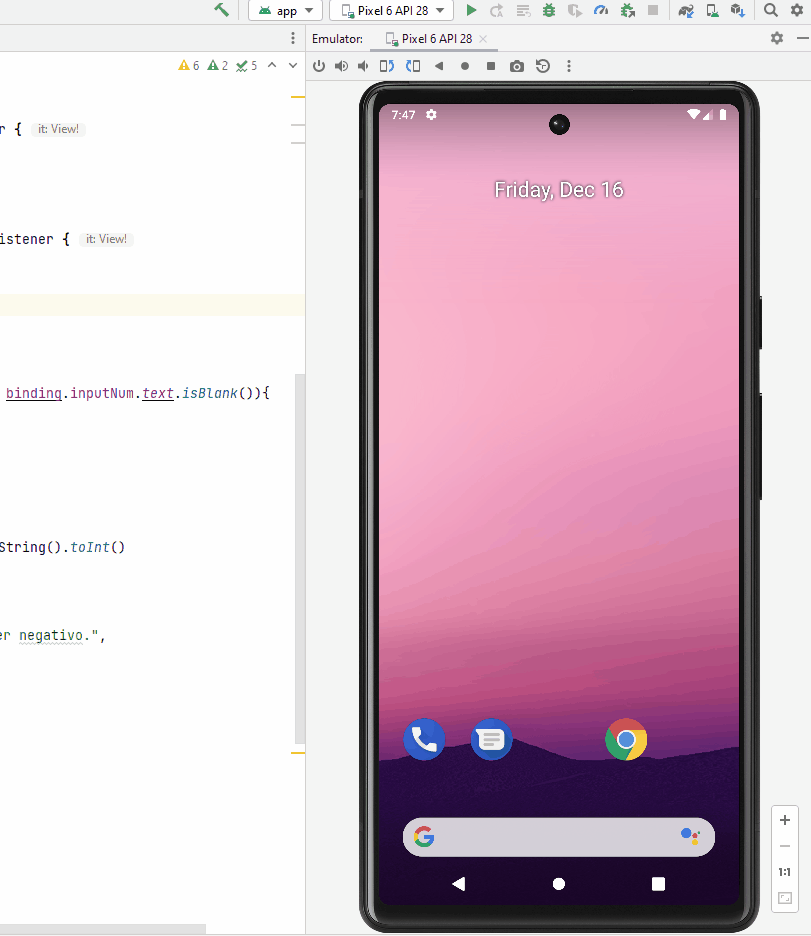 app
Pixel 6 API 28
Emulator:
Pixel 6 API 28
6
2
5
7:47
Friday, Dec 16
r { it: View!
istener { it: View!
binding.inputNum.text.isBlank()){
String().toInt()
er negativo.",
1:1